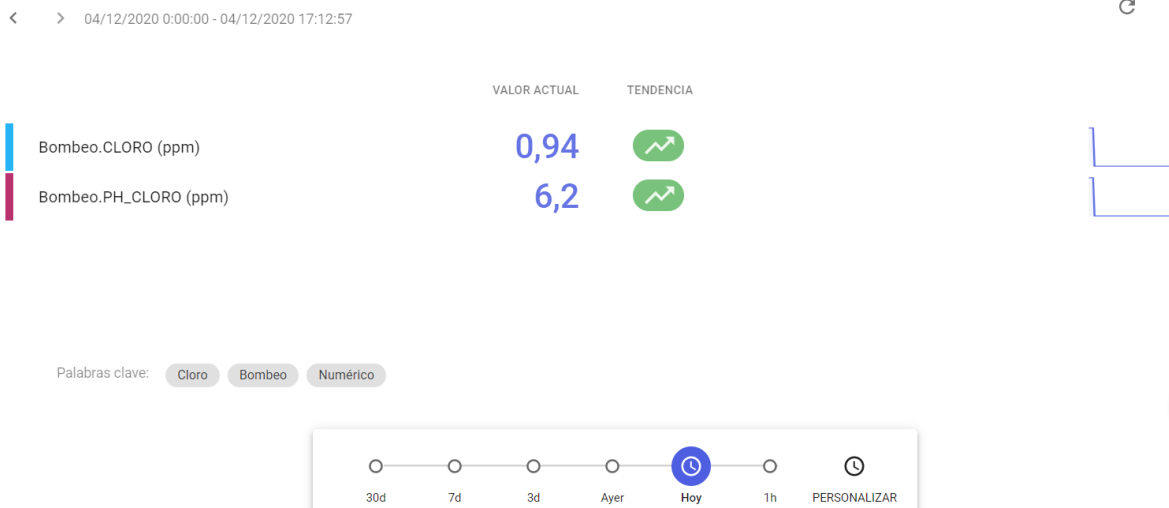 04/12/2020 0:00:00 - 04/12/2020 17:12:57
VALOR ACTUAL TENDENCIA
Bombeo.CLORO (ppm) 0,94
Bombeo.PH_CLORO (ppm) 6,2
Palabras clave: Cloro Bombeo Numérico
30d 7d 3d Ayer Hoy 1h PERSONALIZAR